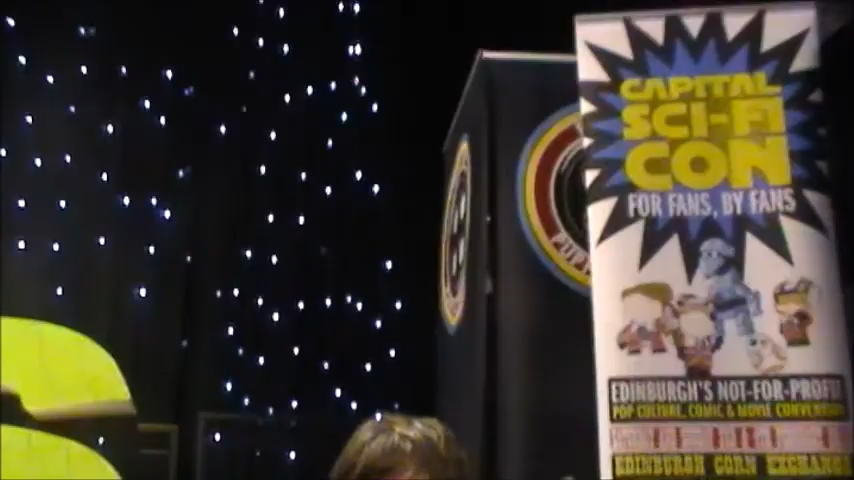 CAPITAL
SCI-FI
CON
FOR FANS, BY FANS
EDINBURGH'S NOT-FOR-PROFIT
POP CULTURE, COMIC & MOVIE CONVENTION
EDINBURGH CORN EXCHANGE